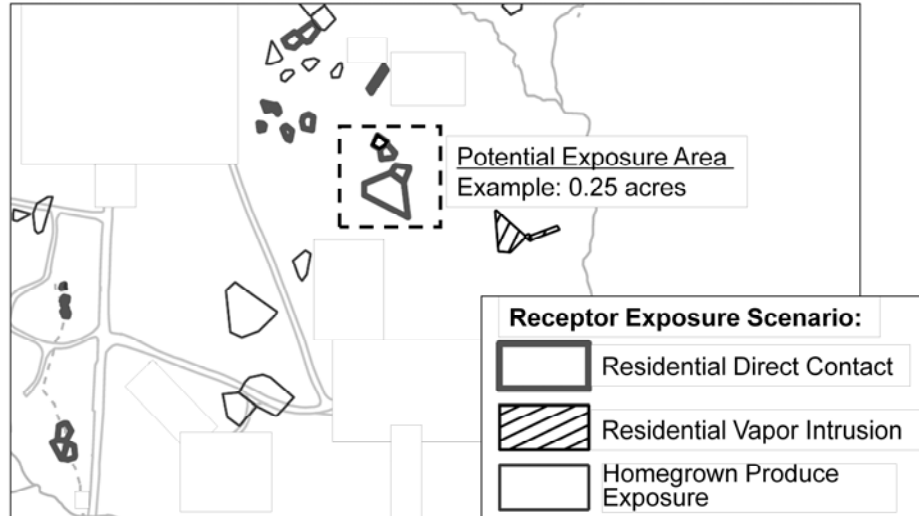 Potential Exposure Area
Example: 0.25 acres
Receptor Exposure Scenario:
Residential Direct Contact
Residential Vapor Intrusion
Homegrown Produce
Exposure